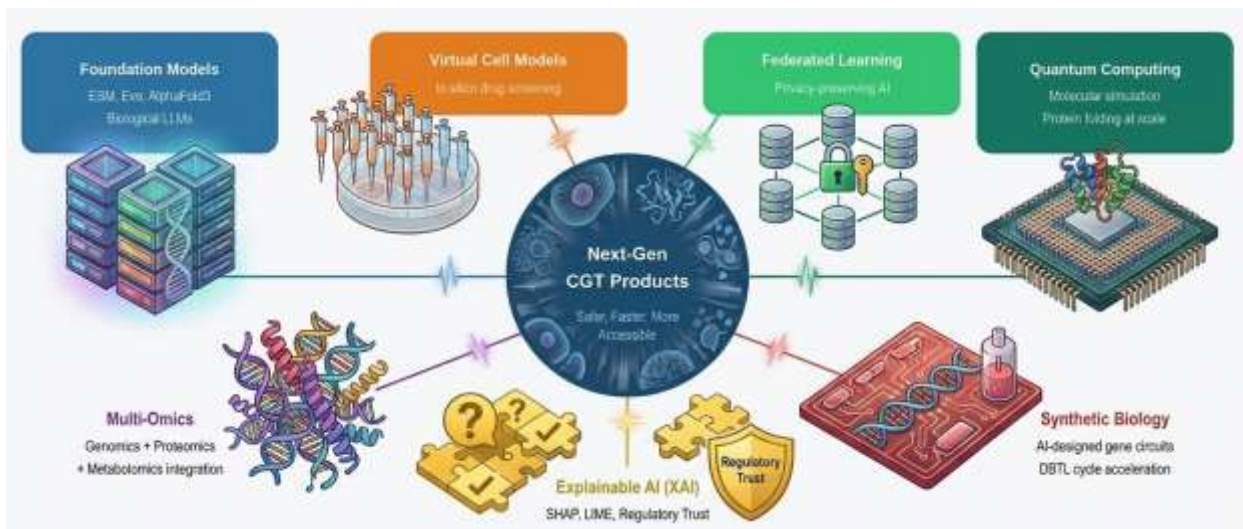 Foundation Models
ESM, Evo, AlphaFold3
Biological LLMs
Virtual Cell Models
In silico drug screening
Federated Learning
Privacy-preserving AI
Quantum Computing
Molecular simulation
Protein folding at scale
Next-Gen
CGT Products
Safer, Faster, More
Accessible
Multi-Omics
Genomics + Proteomics
+ Metabolomics integration
?
?
Explainable AI (XAI)
SHAP, LIME, Regulatory Trust
Regulatory
Trust
Synthetic Biology
AI-designed gene circuits
DBTL cycle acceleration